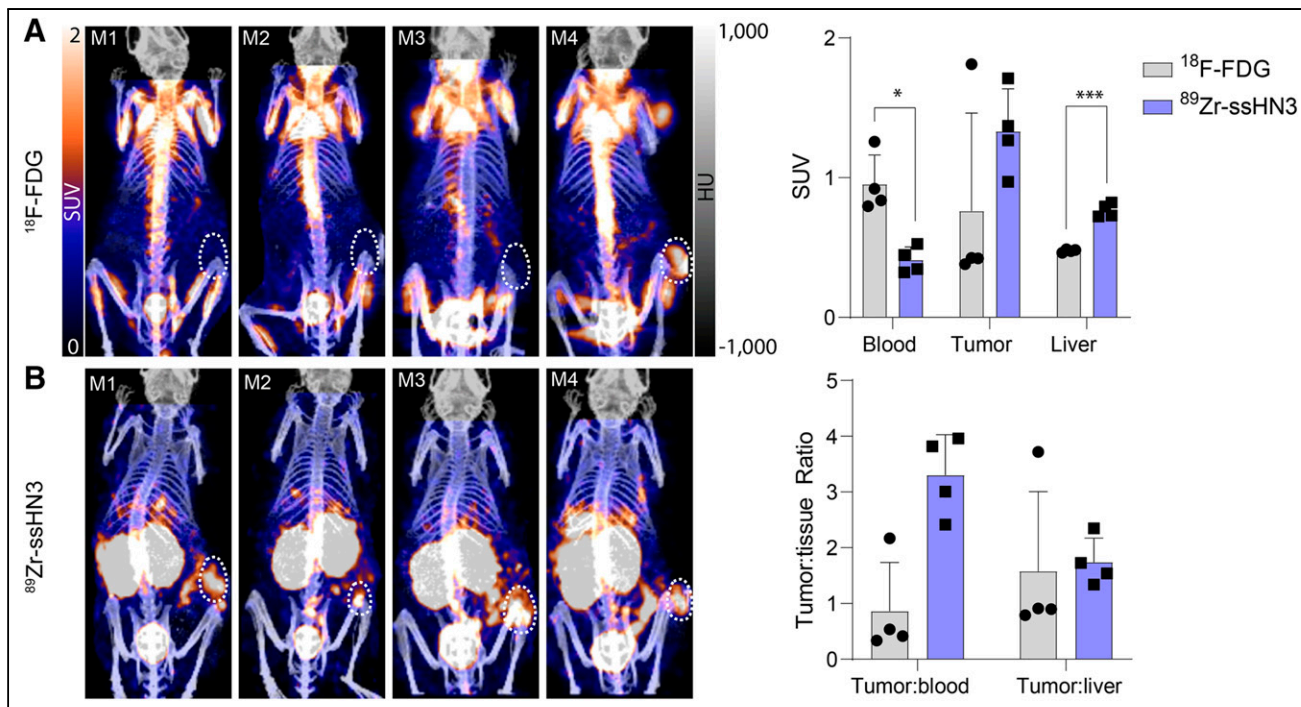 A
2
SUV
0
¹⁸F-FDG
M1
M2
M3
M4
1,000
HU
-1,000
2
1
0
SUV
*
***
Blood
Tumor
Liver
¹⁸F-FDG
⁸⁹Zr-ssHN3
B
⁸⁹Zr-ssHN3
M1
M2
M3
M4
5
4
3
2
1
0
Tumor:tissue Ratio
Tumor:blood
Tumor:liver